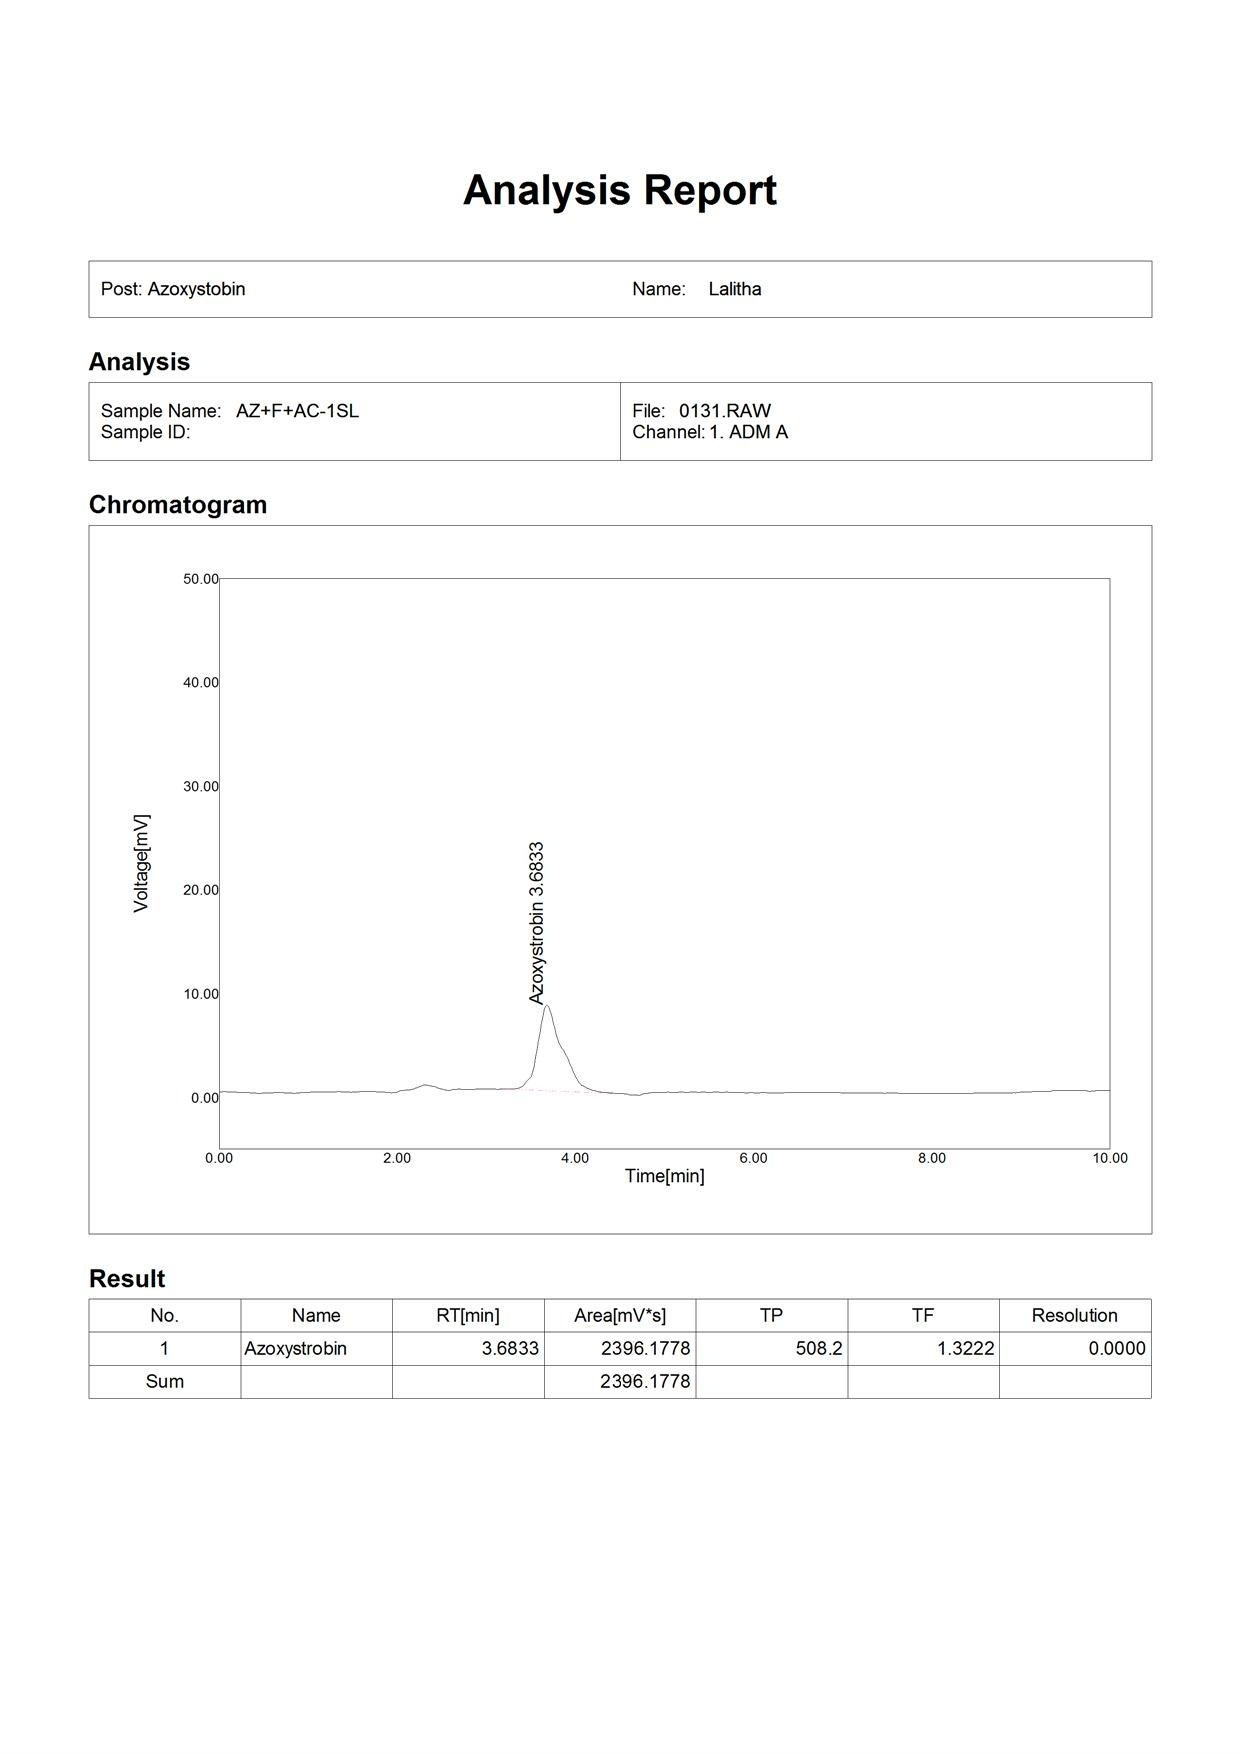 Analysis Report
Post: Azoxystobin Name: Lalitha
Analysis
Sample Name: AZ+F+AC-1SL
Sample ID:
File: 0131.RAW
Channel: 1. ADM A
Chromatogram
50.00
40.00
30.00
20.00
10.00
0.00
Voltage[mV]
Azoxystrobin 3.6833
0.00 2.00 4.00 6.00 8.00 10.00
Time[min]
Result
No. Name RT[min] Area[mV*s] TP TF Resolution
1 Azoxystrobin 3.6833 2396.1778 508.2 1.3222 0.0000
Sum 2396.1778